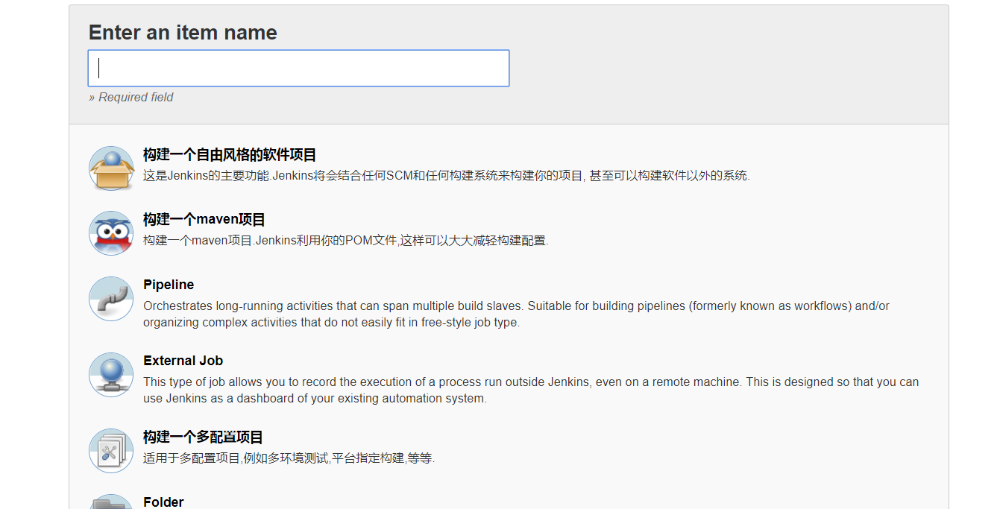 Enter an item name
» Required field
构建一个自由风格的软件项目
这是Jenkins的主要功能.Jenkins将会结合任何SCM和任何构建系统来构建你的项目, 甚至可以构建软件以外的系统.
构建一个maven项目
构建一个maven项目.Jenkins利用你的POM文件,这样可以大大减轻构建配置.
Pipeline
Orchestrates long-running activities that can span multiple build slaves. Suitable for building pipelines (formerly known as workflows) and/or
organizing complex activities that do not easily fit in free-style job type.
External Job
This type of job allows you to record the execution of a process run outside Jenkins, even on a remote machine. This is designed so that you can
use Jenkins as a dashboard of your existing automation system.
构建一个多配置项目
适用于多配置项目,例如多环境测试,平台指定构建,等等.
Folder